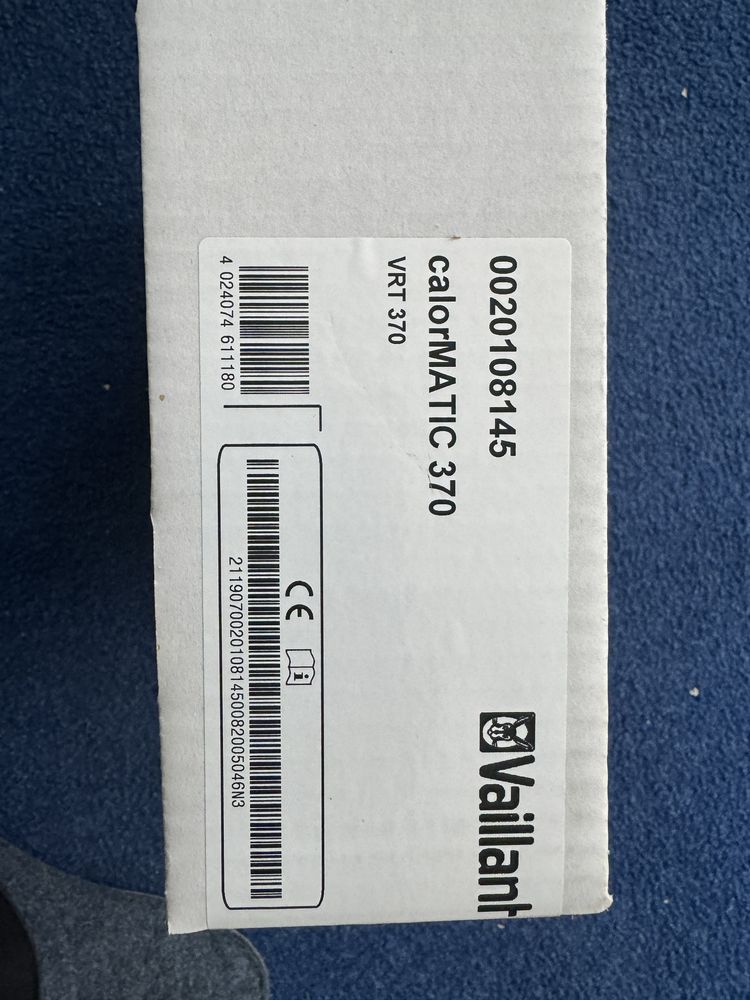 0020108145
calorMATIC 370
VRT 370
Vaillant
4 024074 611180
CE
i
21190700201081450082005046N3